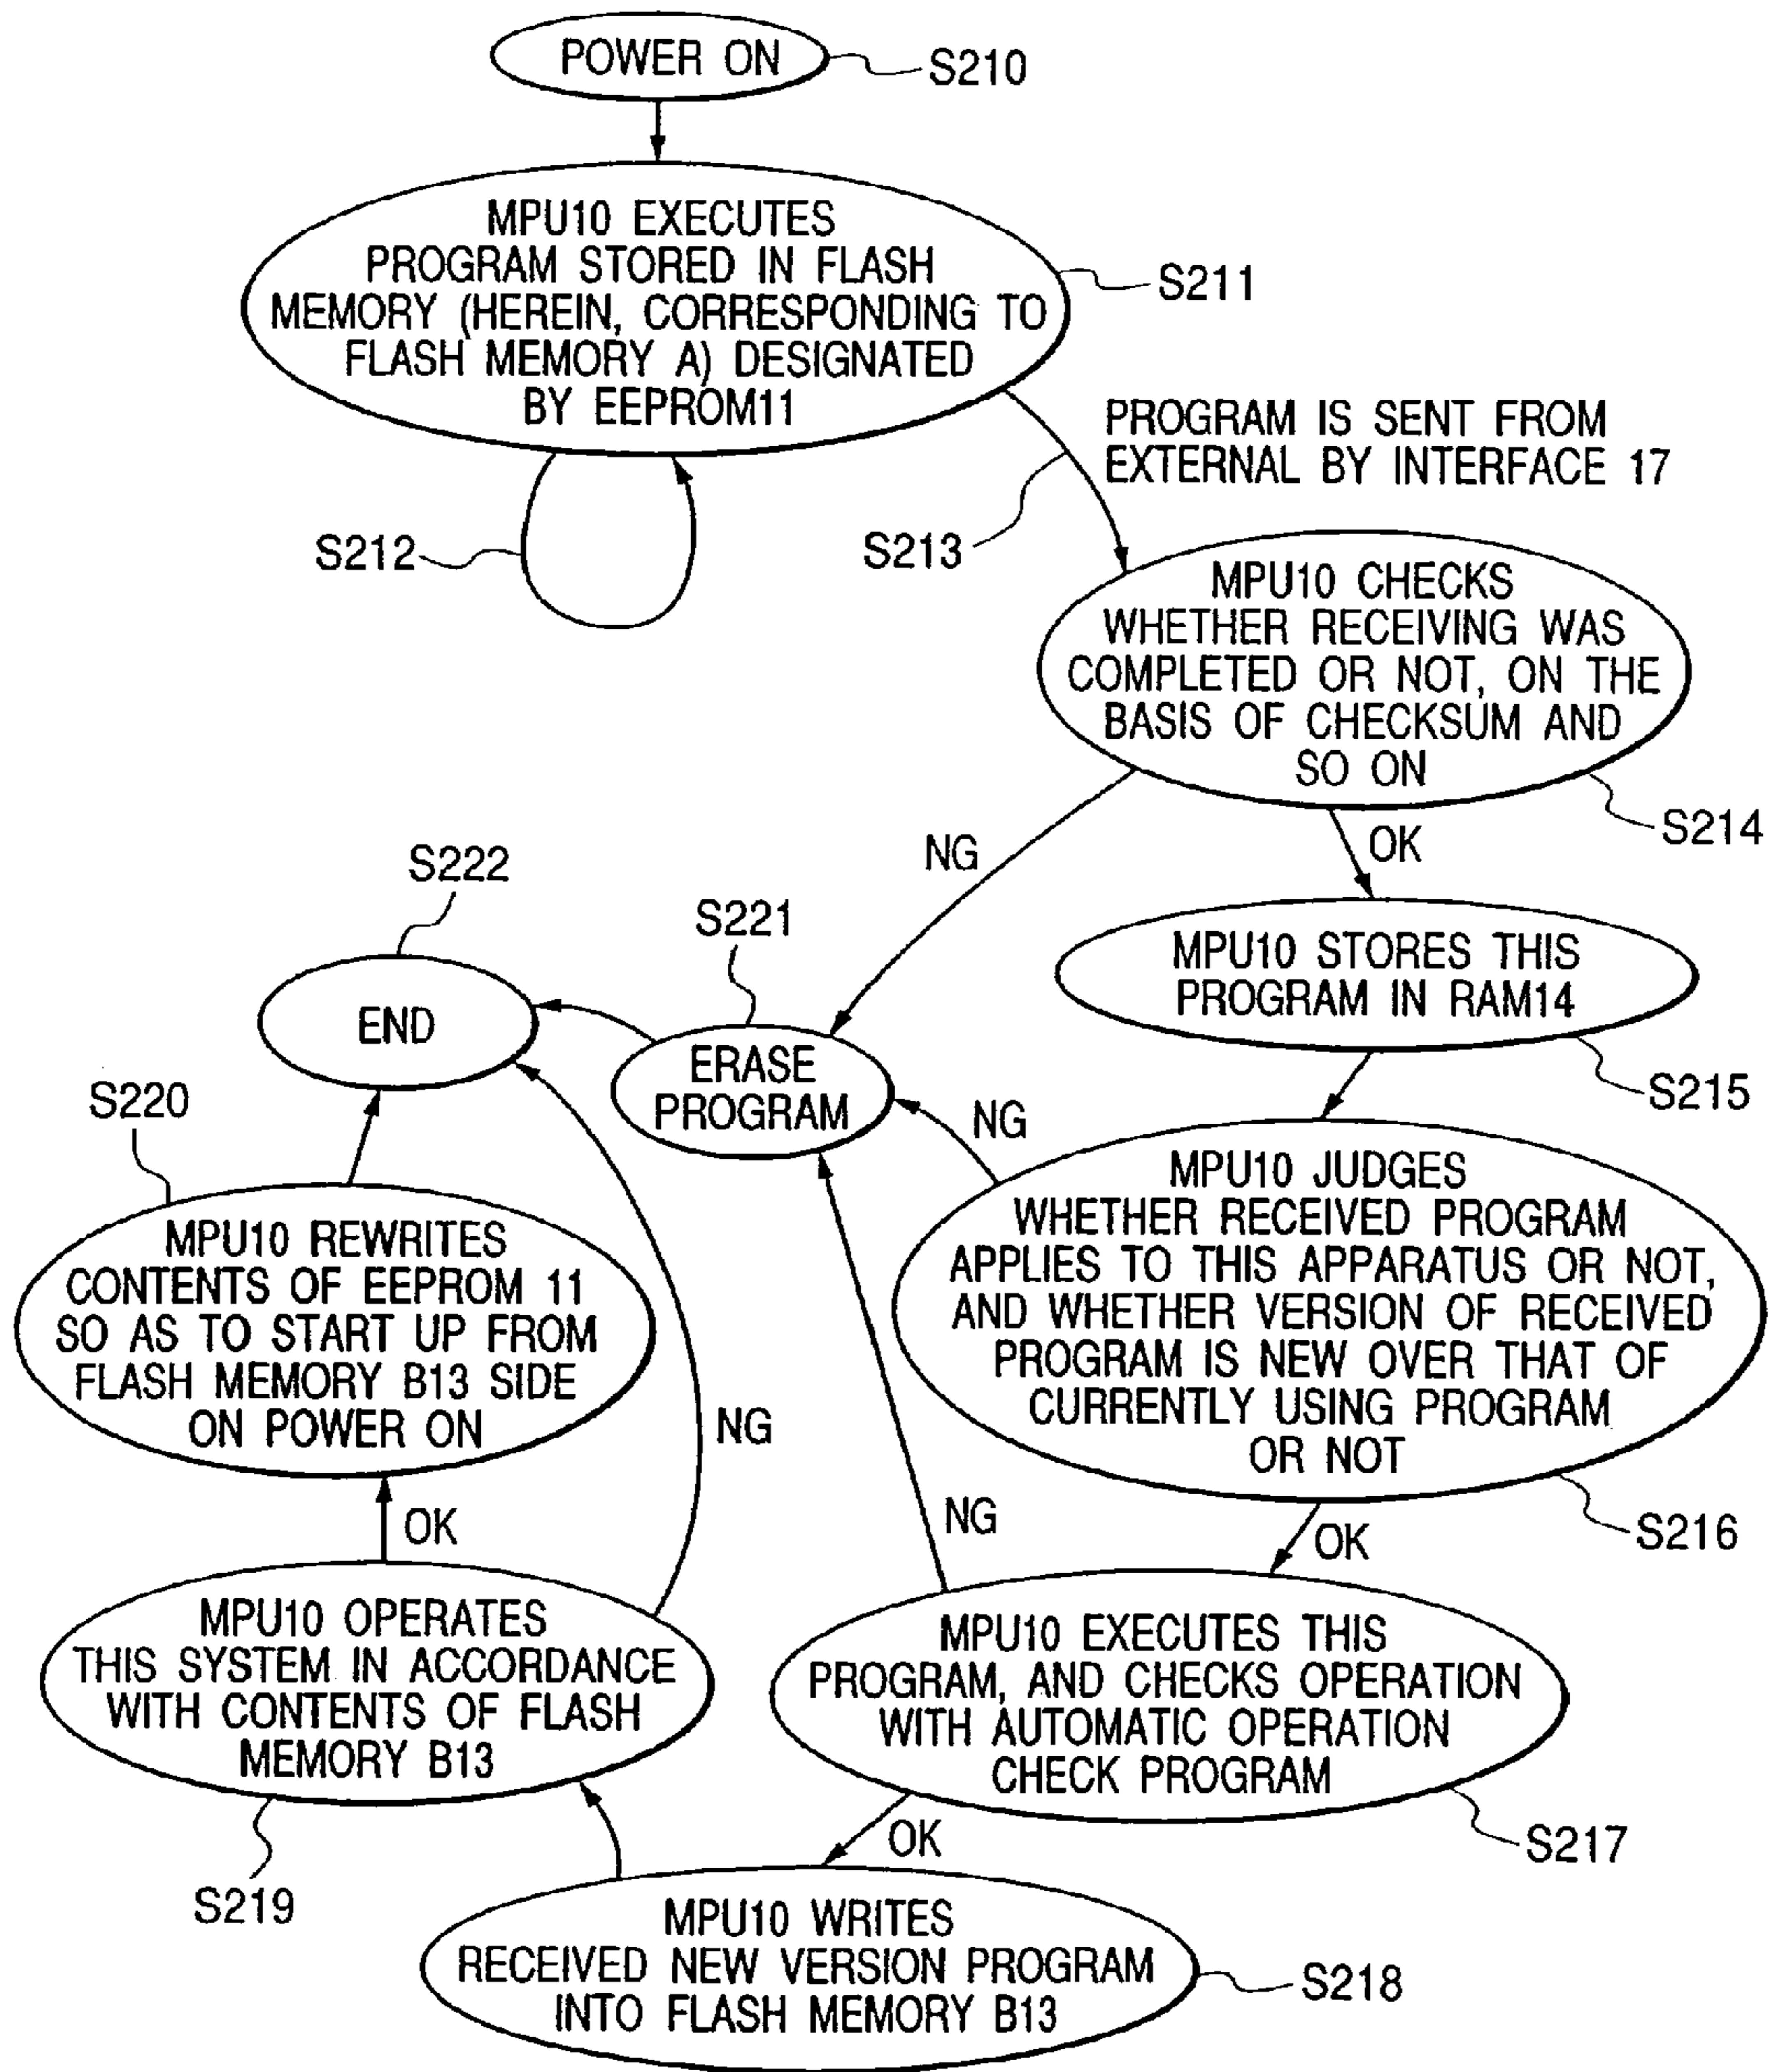 POWER ON
S210
MPU10 EXECUTES
PROGRAM STORED IN FLASH
MEMORY (HEREIN, CORRESPONDING TO
FLASH MEMORY A) DESIGNATED
BY EEPROM11
S211
S212
S213
PROGRAM IS SENT FROM
EXTERNAL BY INTERFACE 17
MPU10 CHECKS
WHETHER RECEIVING WAS
COMPLETED OR NOT, ON THE
BASIS OF CHECKSUM AND
SO ON
S214
NG
OK
MPU10 STORES THIS
PROGRAM IN RAM14
S215
S222
END
S221
ERASE
PROGRAM
NG
MPU10 JUDGES
WHETHER RECEIVED PROGRAM
APPLIES TO THIS APPARATUS OR NOT,
AND WHETHER VERSION OF RECEIVED
PROGRAM IS NEW OVER THAT OF
CURRENTLY USING PROGRAM
OR NOT
S216
OK
NG
MPU10 EXECUTES THIS
PROGRAM, AND CHECKS OPERATION
WITH AUTOMATIC OPERATION
CHECK PROGRAM
S217
OK
MPU10 WRITES
RECEIVED NEW VERSION PROGRAM
INTO FLASH MEMORY B13
S218
MPU10 OPERATES
THIS SYSTEM IN ACCORDANCE
WITH CONTENTS OF FLASH
MEMORY B13
S219
OK
NG
S220
MPU10 REWRITES
CONTENTS OF EEPROM 11
SO AS TO START UP FROM
FLASH MEMORY B13 SIDE
ON POWER ON